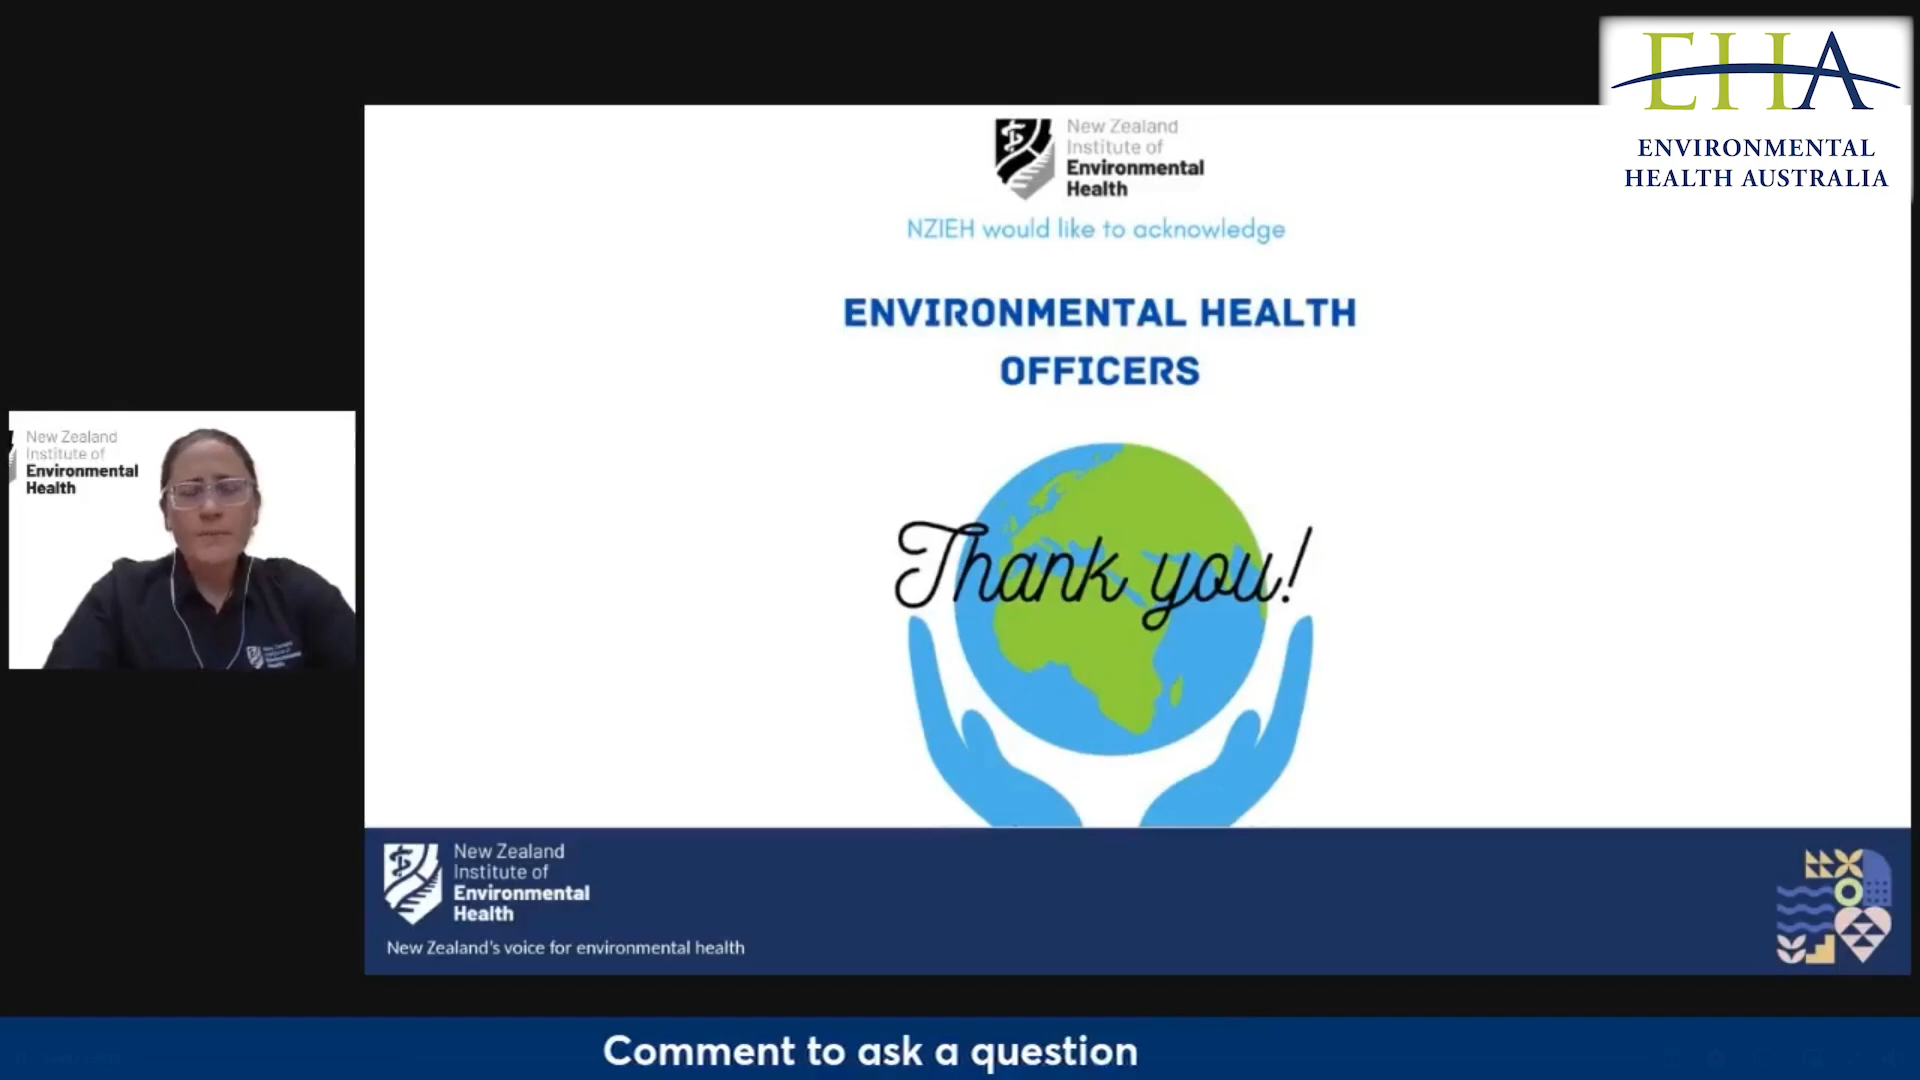 EHA
ENVIRONMENTAL
HEALTH AUSTRALIA
New Zealand
Institute of
Environmental
Health
NZIEH would like to acknowledge
ENVIRONMENTAL HEALTH
OFFICERS
Thank you!
New Zealand
Institute of
Environmental
Health
New Zealand
Institute of
Environmental
Health
New Zealand's voice for environmental health
Comment to ask a question